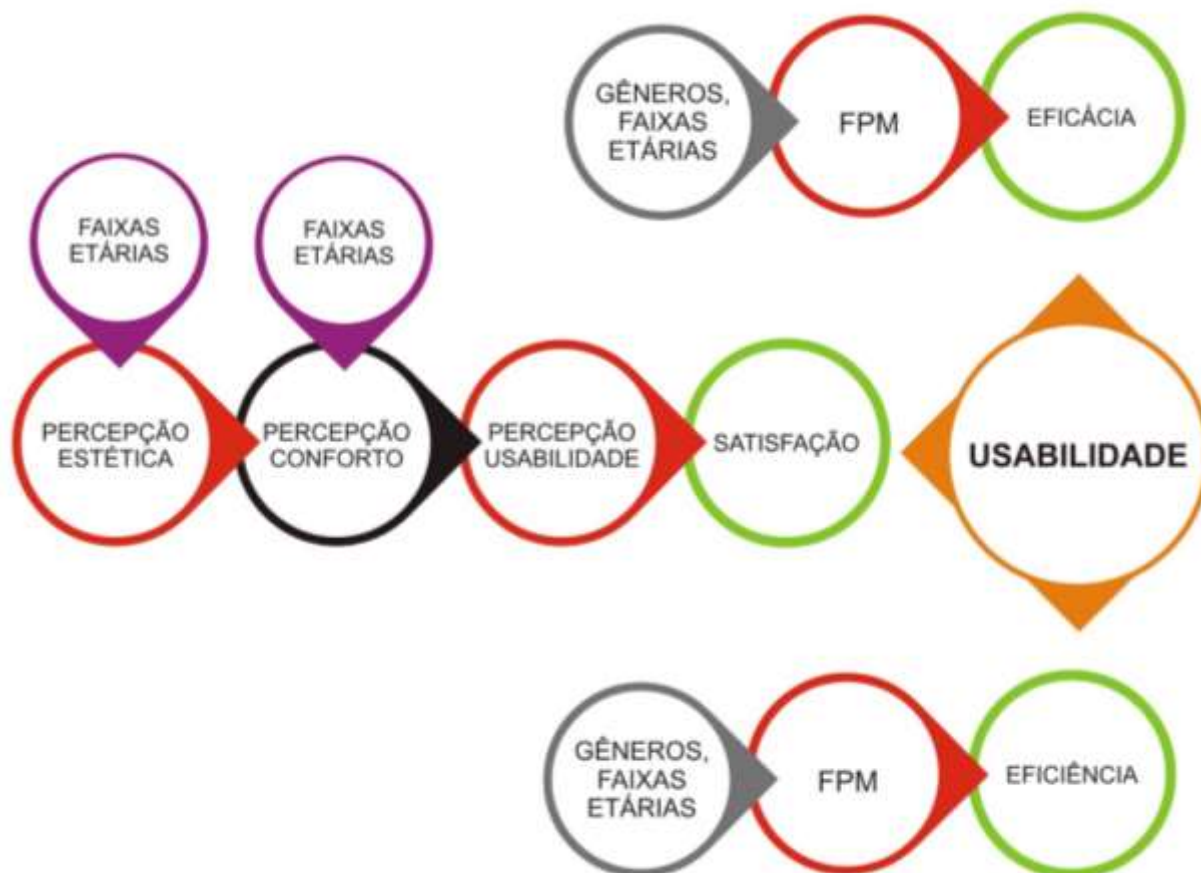 GÊNEROS,
FAIXAS
ETÁRIAS
FPM
EFICÁCIA
FAIXAS
ETÁRIAS
FAIXAS
ETÁRIAS
PERCEPÇÃO
ESTÉTICA
PERCEPÇÃO
CONFORTO
PERCEPÇÃO
USABILIDADE
SATISFAÇÃO
USABILIDADE
GÊNEROS,
FAIXAS
ETÁRIAS
FPM
EFICIÊNCIA